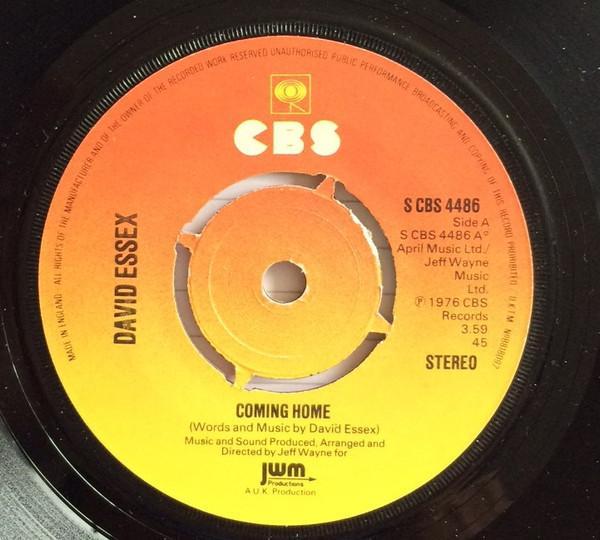 MADE IN ENGLAND · ALL RIGHTS OF THE MANUFACTURER AND OF THE OWNER OF THE RECORDED WORK RESERVED UNAUTHORISED PUBLIC PERFORMANCE BROADCASTING AND COPYING OF THIS RECORD PROHIBITED
CBS
DAVID ESSEX
S CBS 4486
Side A
S CBS 4486 A°
April Music Ltd./
Jeff Wayne
Music
Ltd.
Ⓟ 1976 CBS
Records
3.59
45
STEREO
COMING HOME
(Words and Music by David Essex)
Music and Sound Produced, Arranged and
Directed by Jeff Wayne for
jwm
Productions
A U.K. Production